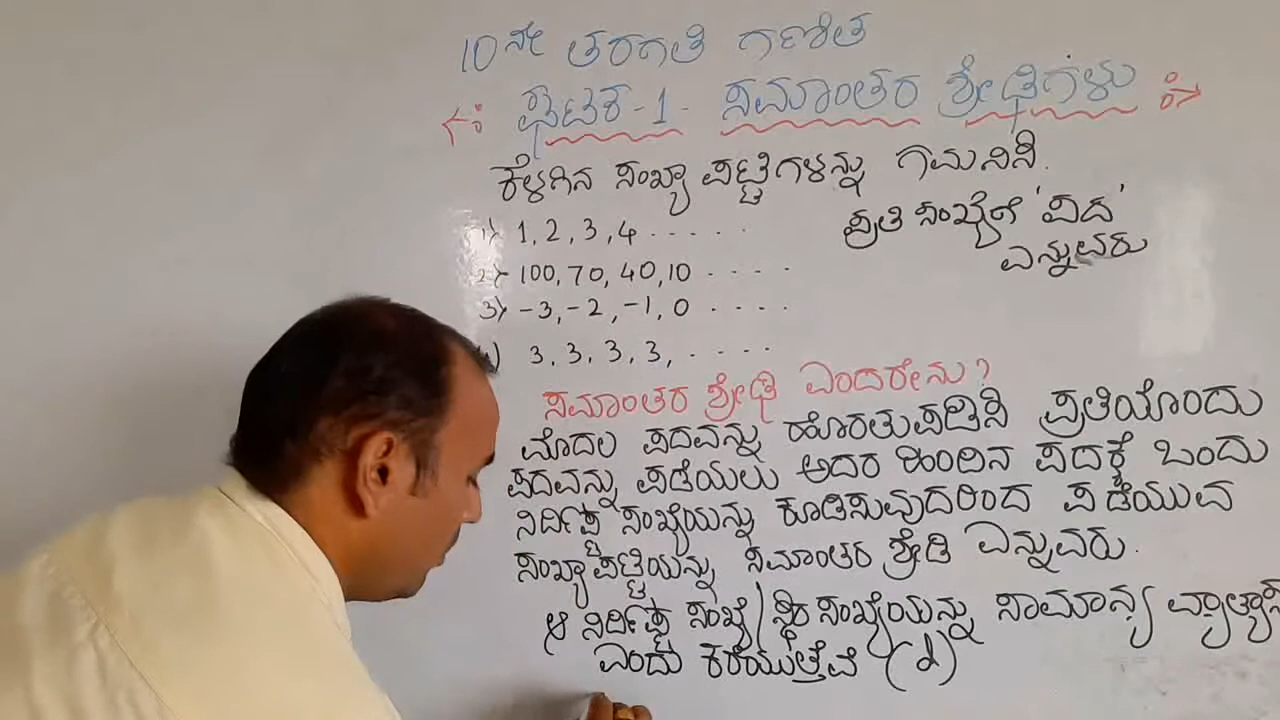 10ನೇ ತರಗತಿ ಗಣಿತ
ಘಟಕ-1- ಸಮಾಂತರ ಶ್ರೇಢಿಗಳು
ಕೆಳಗಿನ ಸಂಖ್ಯಾ ಪಟ್ಟಿಗಳನ್ನು ಗಮನಿಸಿ.
1) 1, 2, 3, 4 .....
ಪ್ರತಿ ಸಂಖ್ಯೆಗೆ 'ಪದ'
ಎನ್ನುವರು
2) 100, 70, 40, 10 ....
3) -3, -2, -1, 0 ....
3, 3, 3, 3, ....
ಸಮಾಂತರ ಶ್ರೇಢಿ ಎಂದರೇನು?
ಮೊದಲ ಪದವನ್ನು ಹೊರತುಪಡಿಸಿ ಪ್ರತಿಯೊಂದು
ಪದವನ್ನು ಪಡೆಯಲು ಅದರ ಹಿಂದಿನ ಪದಕ್ಕೆ ಒಂದು
ನಿರ್ದಿಷ್ಟ ಸಂಖ್ಯೆಯನ್ನು ಕೂಡಿಸುವುದರಿಂದ ಪಡೆಯುವ
ಸಂಖ್ಯಾಪಟ್ಟಿಯನ್ನು ಸಮಾಂತರ ಶ್ರೇಡಿ ಎನ್ನುವರು.
ಆ ನಿರ್ದಿಷ್ಟ ಸಂಖ್ಯೆ/ಸ್ಥಿರ ಸಂಖ್ಯೆಯನ್ನು ಸಾಮಾನ್ಯ ವ್ಯಾತ್ಯಾಸ
ಎಂದು ಕರೆಯುತ್ತೆವೆ (d)